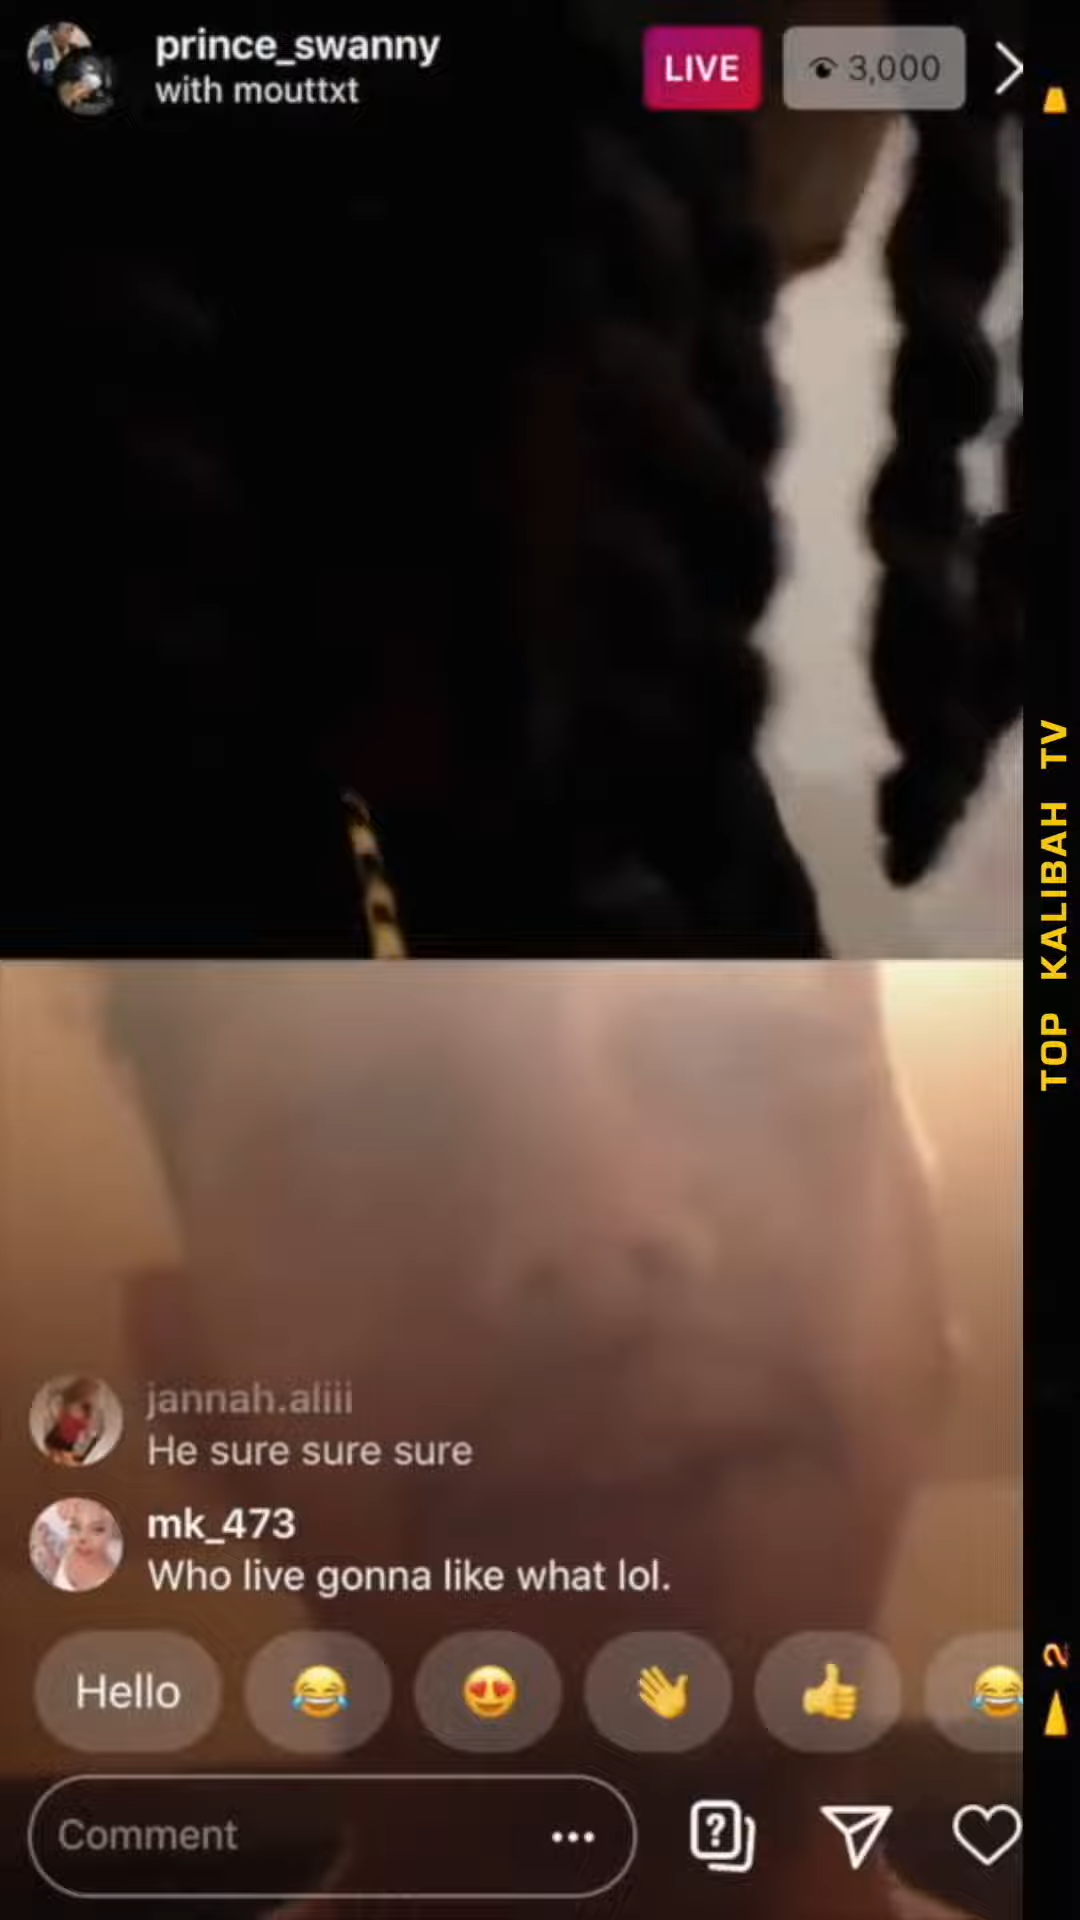 prince_swanny
with mouttxt
LIVE
3,000
TOP KALIBAH TV
jannah.aliii
He sure sure sure
mk_473
Who live gonna like what lol.
Hello
Comment